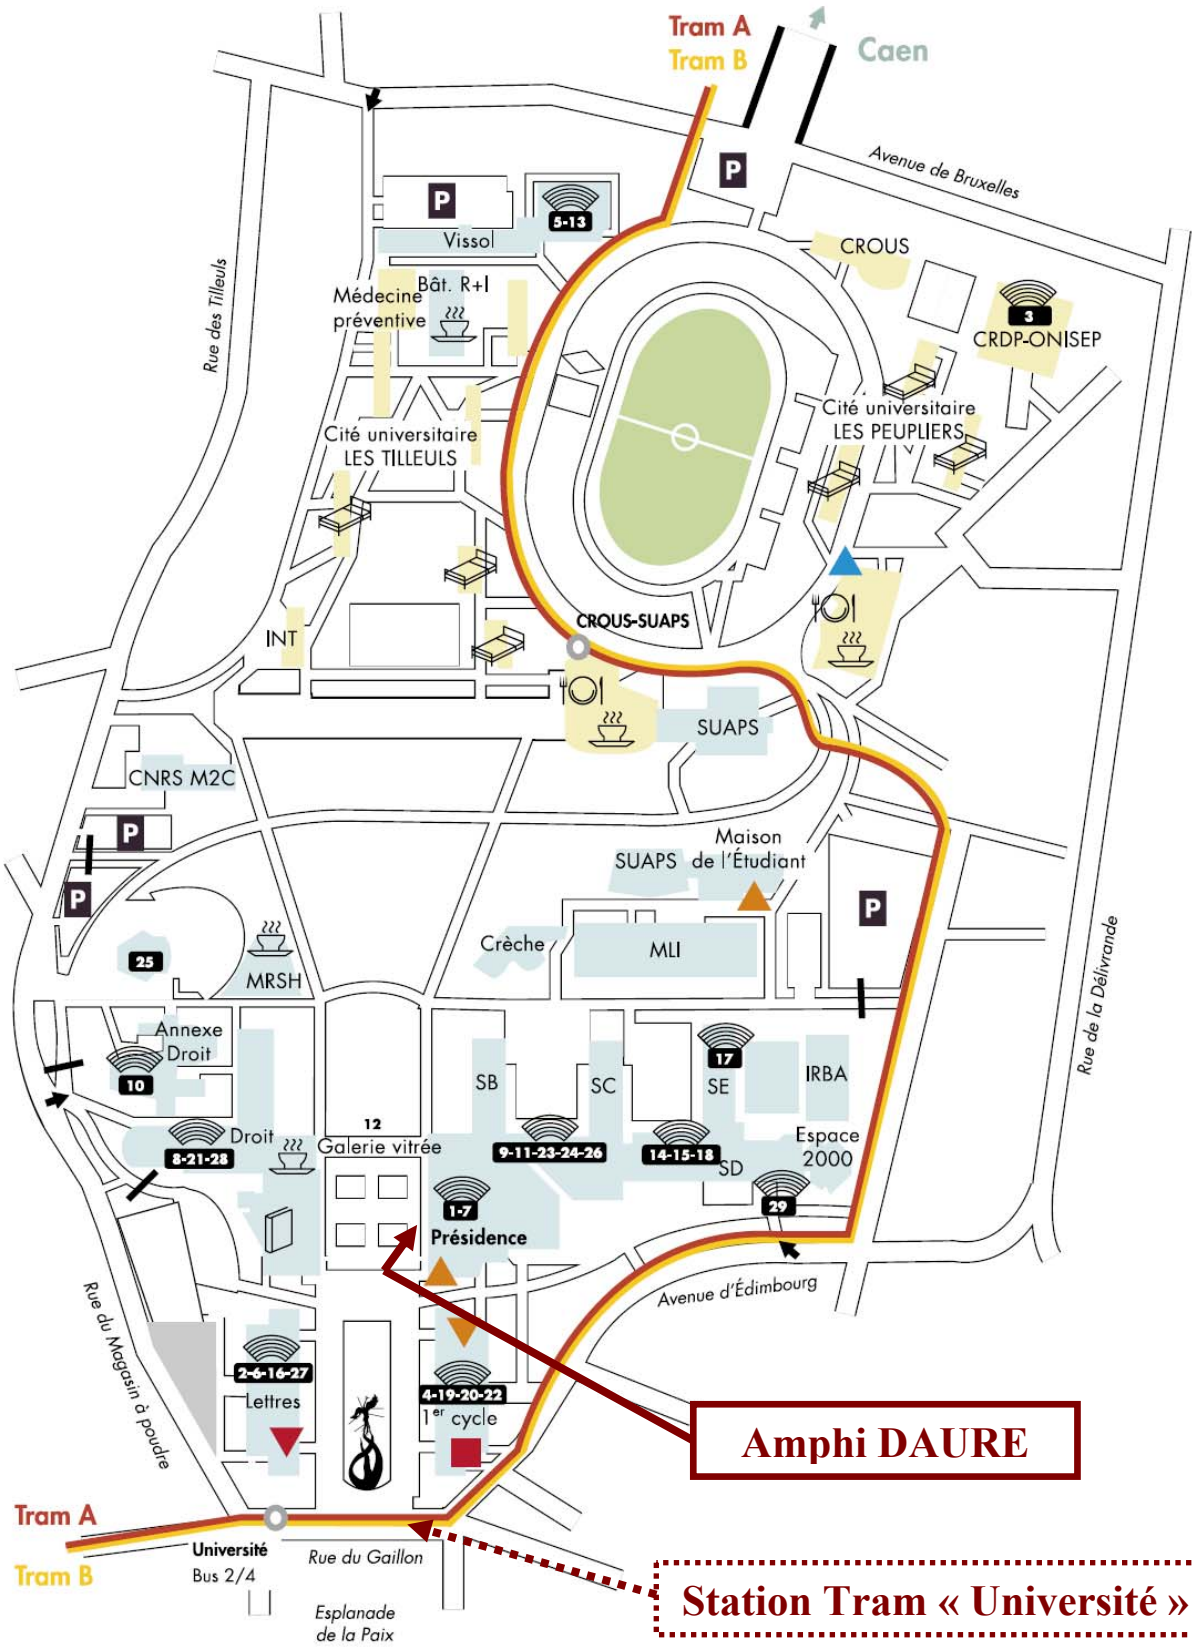 Tram A
Tram B
Caen
Avenue de Bruxelles
P
P
5-13
Vissol
CROUS
Rue des Tilleuls
Médecine
préventive
Bât. R+I
3
CRDP-ONISEP
Cité universitaire
LES PEUPLIERS
Cité universitaire
LES TILLEULS
CROUS-SUAPS
INT
SUAPS
CNRS M2C
P
P
Maison
de l'Étudiant
SUAPS
P
Crèche
MLI
25
MRSH
Rue de la Délivrande
Annexe
Droit
10
17
SB
SC
SE
IRBA
12
Galerie vitrée
Droit
8-21-28
9-11-23-24-26
14-15-18
SD
Espace
2000
1-7
29
Présidence
Avenue d'Édimbourg
Rue du Magasin à poudre
2-6-16-27
Lettres
4-19-20-22
1er cycle
Amphi DAURE
Tram A
Tram B
Université
Bus 2/4
Rue du Gaillon
Station Tram « Université »
Esplanade
de la Paix